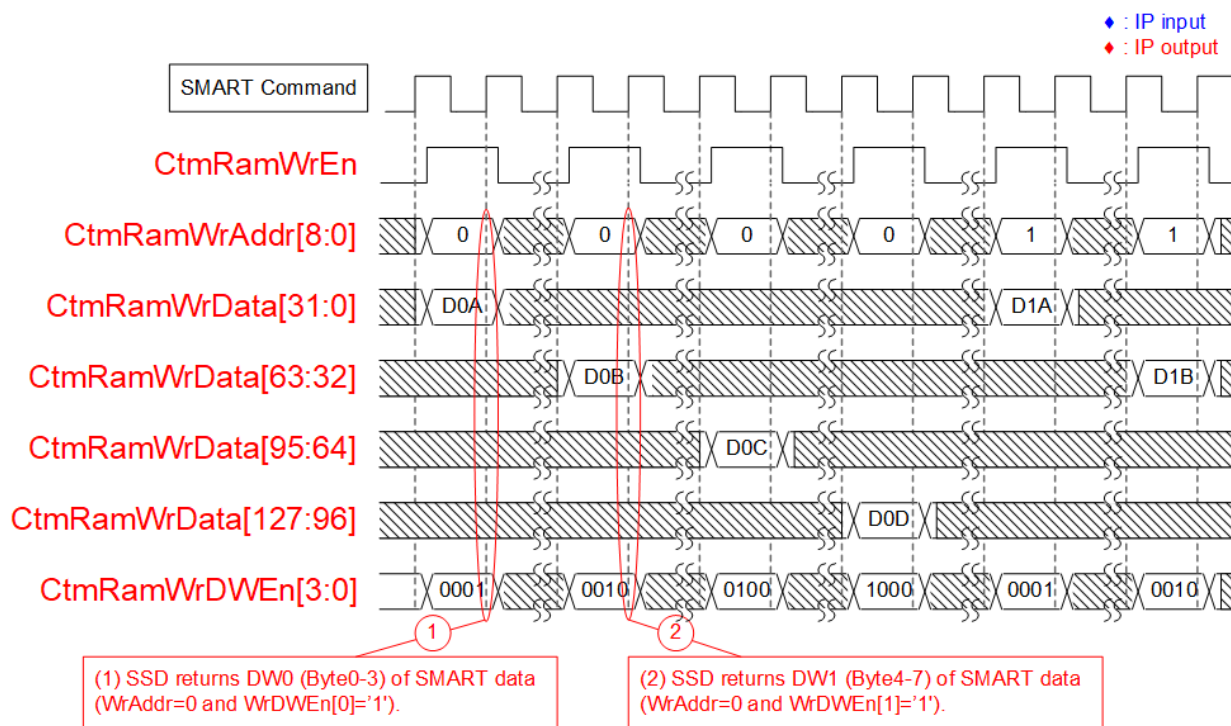 ♦ : IP input
♦ : IP output
SMART Command
CtmRamWrEn
CtmRamWrAddr[8:0]
0 0 0 0 1 1
CtmRamWrData[31:0]
D0A D1A
CtmRamWrData[63:32]
D0B D1B
CtmRamWrData[95:64]
D0C
CtmRamWrData[127:96]
D0D
CtmRamWrDWEn[3:0]
0001 0010 0100 1000 0001 0010
1 2
(1) SSD returns DW0 (Byte0-3) of SMART data
(WrAddr=0 and WrDWEn[0]='1').
(2) SSD returns DW1 (Byte4-7) of SMART data
(WrAddr=0 and WrDWEn[1]='1').